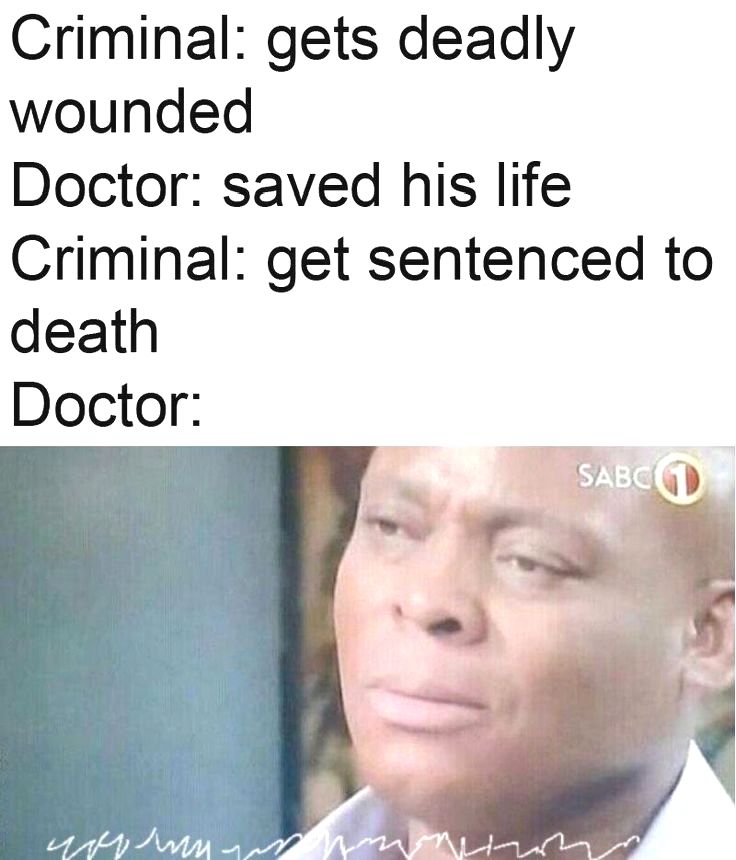 Criminal: gets deadly
wounded
Doctor: saved his life
Criminal: get sentenced to
death
Doctor:
SABC 1